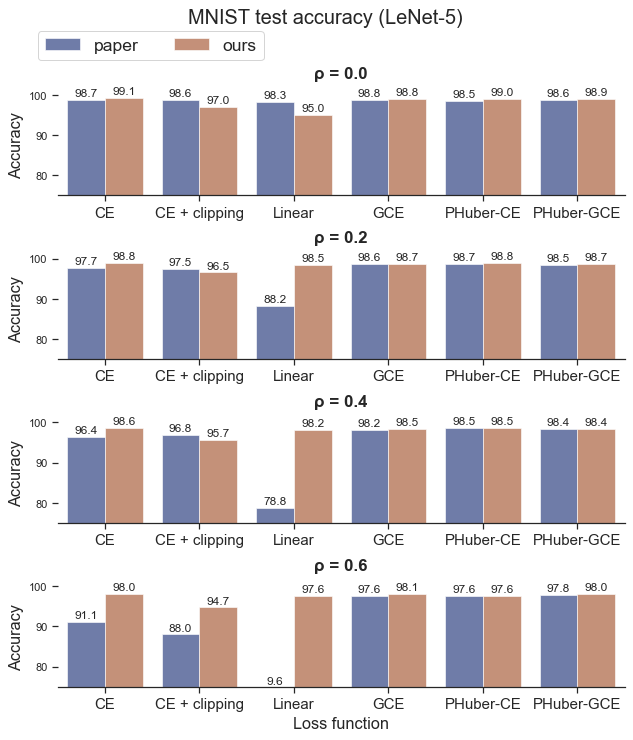 MNIST test accuracy (LeNet-5)
paper ours
ρ = 0.0
98.7 99.1 98.6 97.0 98.3 95.0 98.8 98.8 98.5 99.0 98.6 98.9
100
90
80
Accuracy
CE CE + clipping Linear GCE PHuber-CE PHuber-GCE
ρ = 0.2
97.7 98.8 97.5 96.5 88.2 98.5 98.6 98.7 98.7 98.8 98.5 98.7
100
90
80
Accuracy
CE CE + clipping Linear GCE PHuber-CE PHuber-GCE
ρ = 0.4
96.4 98.6 96.8 95.7 78.8 98.2 98.2 98.5 98.5 98.5 98.4 98.4
100
90
80
Accuracy
CE CE + clipping Linear GCE PHuber-CE PHuber-GCE
ρ = 0.6
91.1 98.0 88.0 94.7 9.6 97.6 97.6 98.1 97.6 97.6 97.8 98.0
100
90
80
Accuracy
CE CE + clipping Linear GCE PHuber-CE PHuber-GCE
Loss function